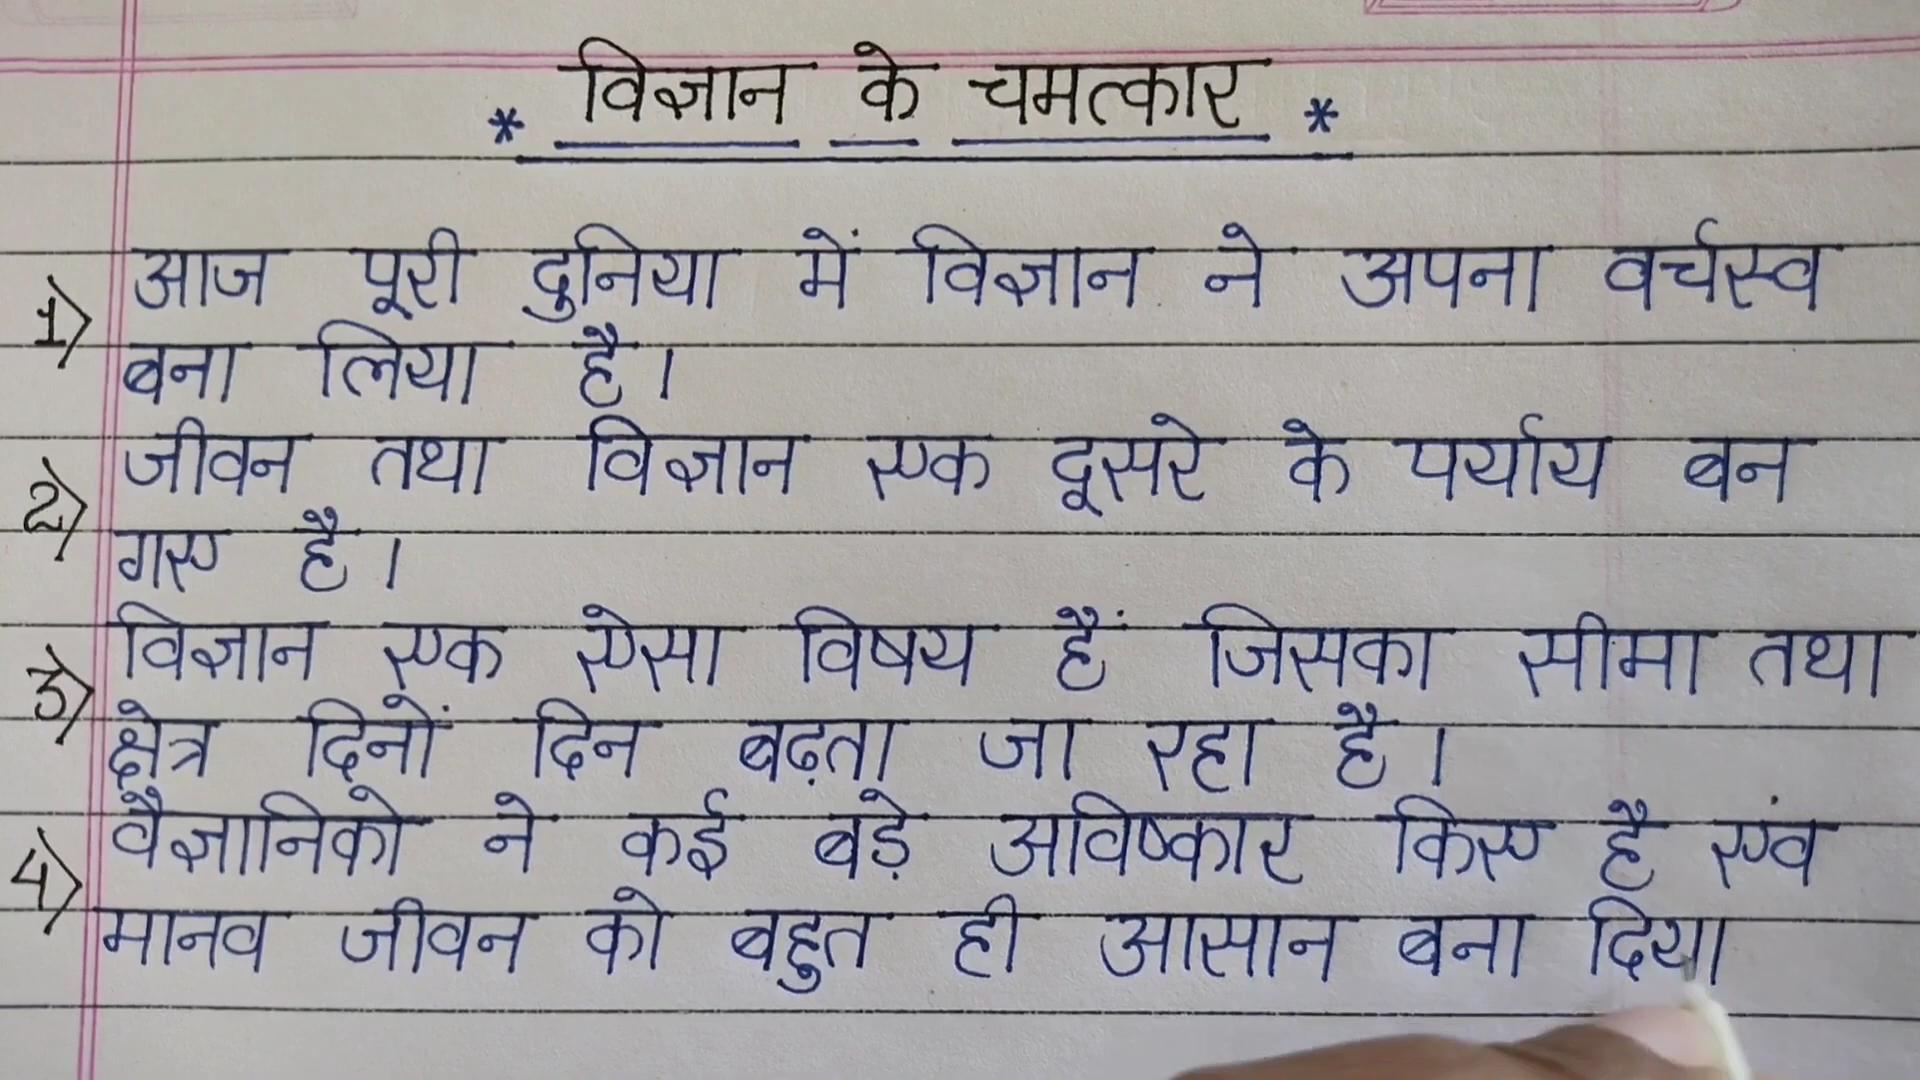 * विज्ञान के चमत्कार *
1) आज पूरी दुनिया में विज्ञान ने अपना वर्चस्व
बना लिया है।
2) जीवन तथा विज्ञान एक दूसरे के पर्याय बन
गए है।
3) विज्ञान एक ऐसा विषय हैं जिसका सीमा तथा
क्षेत्र दिनों दिन बढ़ता जा रहा है।
4) वैज्ञानिको ने कई बड़े अविष्कार किए है एंव
मानव जीवन को बहुत ही आसान बना दिया